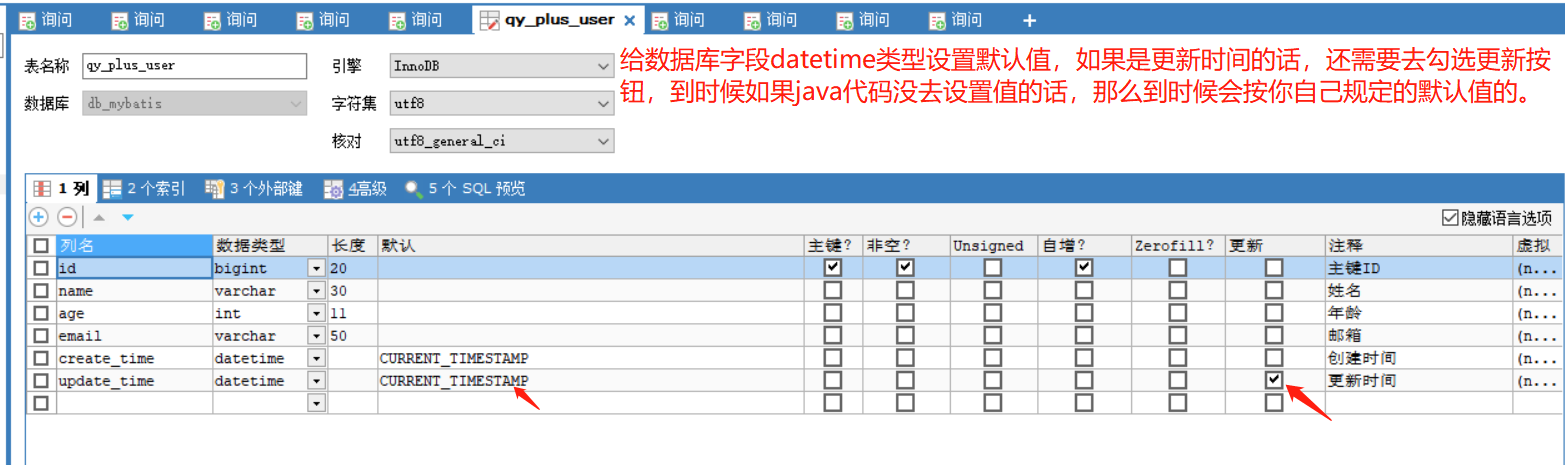 询问 询问 询问 询问 询问 qy_plus_user × 询问 询问 询问 询问 +
表名称 qy_plus_user 引擎 InnoDB
数据库 db_mybatis 字符集 utf8
核对 utf8_general_ci
给数据库字段datetime类型设置默认值，如果是更新时间的话，还需要去勾选更新按
钮，到时候如果java代码没去设置值的话，那么到时候会按你自己规定的默认值的。
1 列 2 个索引 3 个外部键 4高级 5 个 SQL 预览
隐藏语言选项
列名 数据类型 长度 默认 主键? 非空? Unsigned 自增? Zerofill? 更新 注释 虚拟
id bigint 20 主键ID (n...
name varchar 30 姓名 (n...
age int 11 年龄 (n...
email varchar 50 邮箱 (n...
create_time datetime CURRENT_TIMESTAMP 创建时间 (n...
update_time datetime CURRENT_TIMESTAMP 更新时间 (n...